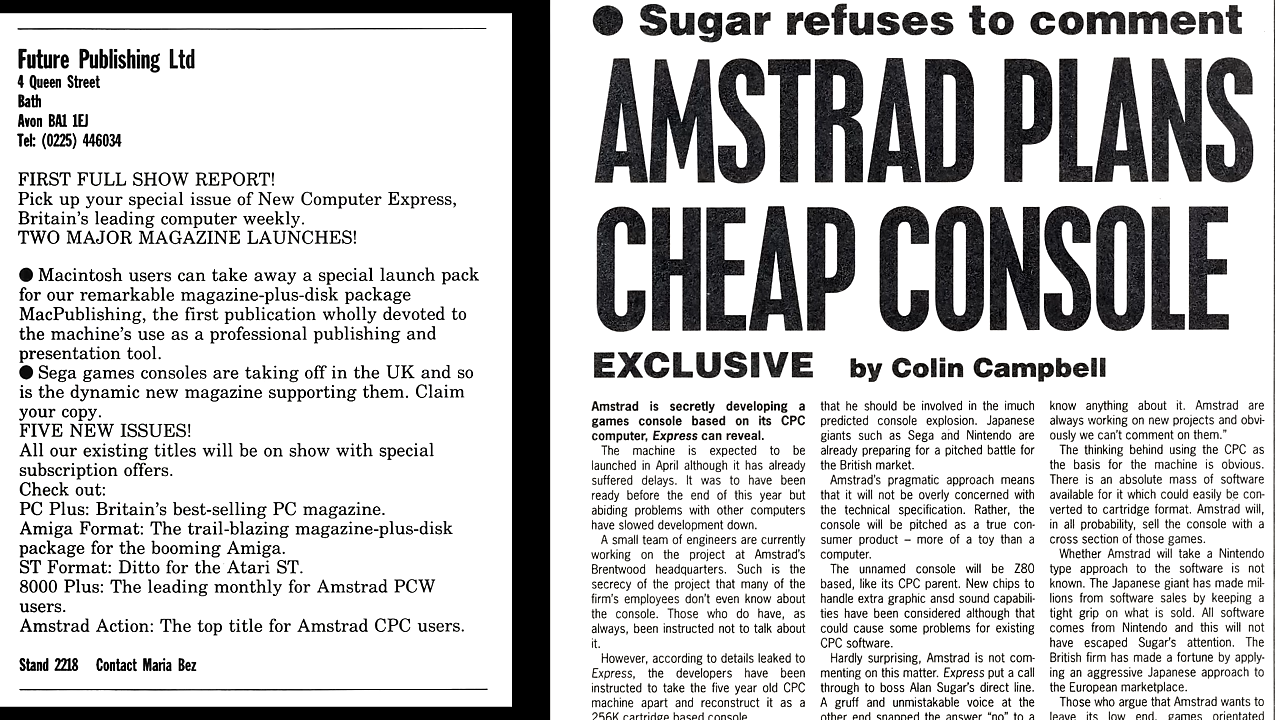 Future Publishing Ltd
4 Queen Street
Bath
Avon BA1 1EJ
Tel: (0225) 446034
FIRST FULL SHOW REPORT!
Pick up your special issue of New Computer Express,
Britain's leading computer weekly.
TWO MAJOR MAGAZINE LAUNCHES!
● Macintosh users can take away a special launch pack
for our remarkable magazine-plus-disk package
MacPublishing, the first publication wholly devoted to
the machine's use as a professional publishing and
presentation tool.
● Sega games consoles are taking off in the UK and so
is the dynamic new magazine supporting them. Claim
your copy.
FIVE NEW ISSUES!
All our existing titles will be on show with special
subscription offers.
Check out:
PC Plus: Britain's best-selling PC magazine.
Amiga Format: The trail-blazing magazine-plus-disk
package for the booming Amiga.
ST Format: Ditto for the Atari ST.
8000 Plus: The leading monthly for Amstrad PCW
users.
Amstrad Action: The top title for Amstrad CPC users.
Stand 2218 Contact Maria Bez
● Sugar refuses to comment
AMSTRAD PLANS
CHEAP CONSOLE
EXCLUSIVE by Colin Campbell
Amstrad is secretly developing a
games console based on its CPC
computer, Express can reveal.
The machine is expected to be
launched in April although it has already
suffered delays. It was to have been
ready before the end of this year but
abiding problems with other computers
have slowed development down.
A small team of engineers are currently
working on the project at Amstrad's
Brentwood headquarters. Such is the
secrecy of the project that many of the
firm's employees don't even know about
the console. Those who do have, as
always, been instructed not to talk about
it.
However, according to details leaked to
Express, the developers have been
instructed to take the five year old CPC
machine apart and reconstruct it as a
256K cartridge based console
that he should be involved in the imuch
predicted console explosion. Japanese
giants such as Sega and Nintendo are
already preparing for a pitched battle for
the British market.
Amstrad's pragmatic approach means
that it will not be overly concerned with
the technical specification. Rather, the
console will be pitched as a true con-
sumer product – more of a toy than a
computer.
The unnamed console will be Z80
based, like its CPC parent. New chips to
handle extra graphic ansd sound capabili-
ties have been considered although that
could cause some problems for existing
CPC software.
Hardly surprising, Amstrad is not com-
menting on this matter. Express put a call
through to boss Alan Sugar's direct line.
A gruff and unmistakable voice at the
other end snapped the answer "no" to a
know anything about it. Amstrad are
always working on new projects and obvi-
ously we can't comment on them."
The thinking behind using the CPC as
the basis for the machine is obvious.
There is an absolute mass of software
available for it which could easily be con-
verted to cartridge format. Amstrad will,
in all probability, sell the console with a
cross section of those games.
Whether Amstrad will take a Nintendo
type approach to the software is not
known. The Japanese giant has made mil-
lions from software sales by keeping a
tight grip on what is sold. All software
comes from Nintendo and this will not
have escaped Sugar's attention. The
British firm has made a fortune by apply-
ing an aggressive Japanese approach to
the European marketplace.
Those who argue that Amstrad wants to
leave its low end, games orientated